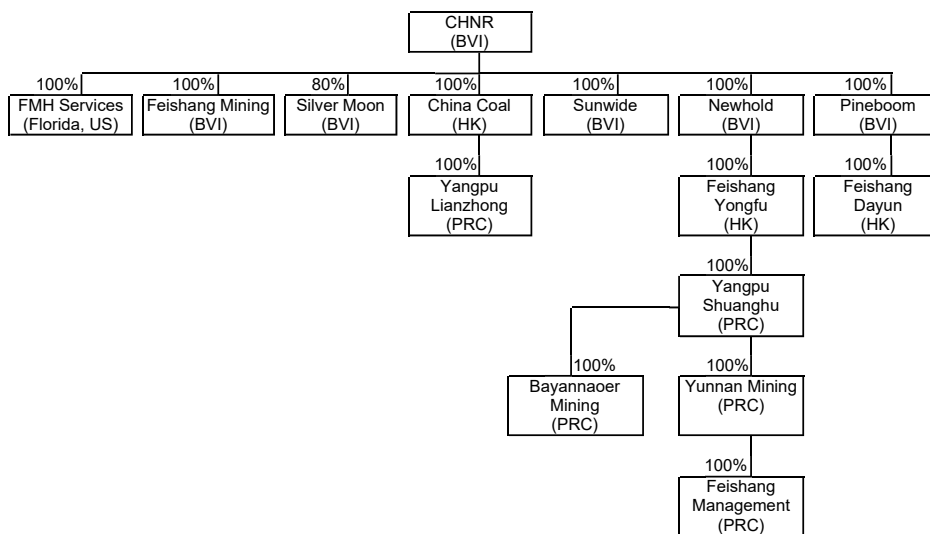 CHNR
(BVI)
100%
100%
80%
100%
100%
100%
100%
FMH Services
(Florida, US)
Feishang Mining
(BVI)
Silver Moon
(BVI)
China Coal
(HK)
Sunwide
(BVI)
Newhold
(BVI)
Pineboom
(BVI)
100%
100%
100%
Yangpu
Lianzhong
(PRC)
Feishang
Yongfu
(HK)
Feishang
Dayun
(HK)
100%
Yangpu
Shuanghu
(PRC)
100%
100%
Bayannaoer
Mining
(PRC)
Yunnan Mining
(PRC)
100%
Feishang
Management
(PRC)